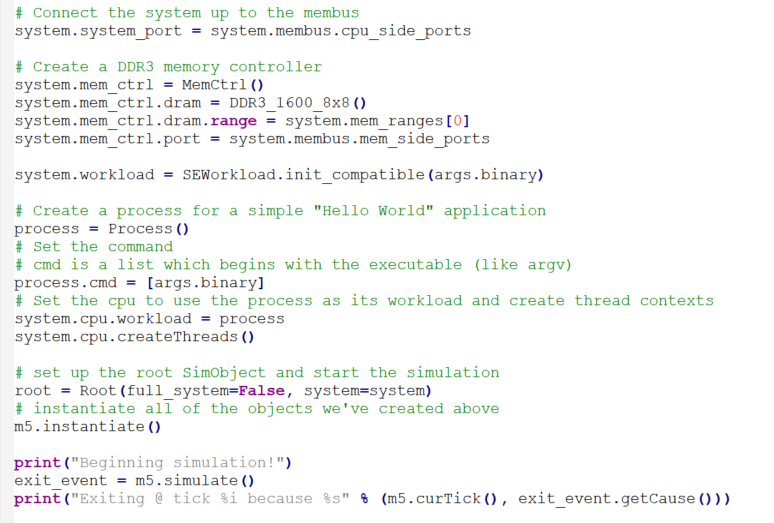 # Connect the system up to the membus
system.system_port = system.membus.cpu_side_ports
# Create a DDR3 memory controller
system.mem_ctrl = MemCtrl()
system.mem_ctrl.dram = DDR3_1600_8x8()
system.mem_ctrl.dram.range = system.mem_ranges[0]
system.mem_ctrl.port = system.membus.mem_side_ports
system.workload = SEWorkload.init_compatible(args.binary)
# Create a process for a simple "Hello World" application
process = Process()
# Set the command
# cmd is a list which begins with the executable (like argv)
process.cmd = [args.binary]
# Set the cpu to use the process as its workload and create thread contexts
system.cpu.workload = process
system.cpu.createThreads()
# set up the root SimObject and start the simulation
root = Root(full_system=False, system=system)
# instantiate all of the objects we've created above
m5.instantiate()
print("Beginning simulation!")
exit_event = m5.simulate()
print("Exiting @ tick %i because %s" % (m5.curTick(), exit_event.getCause()))